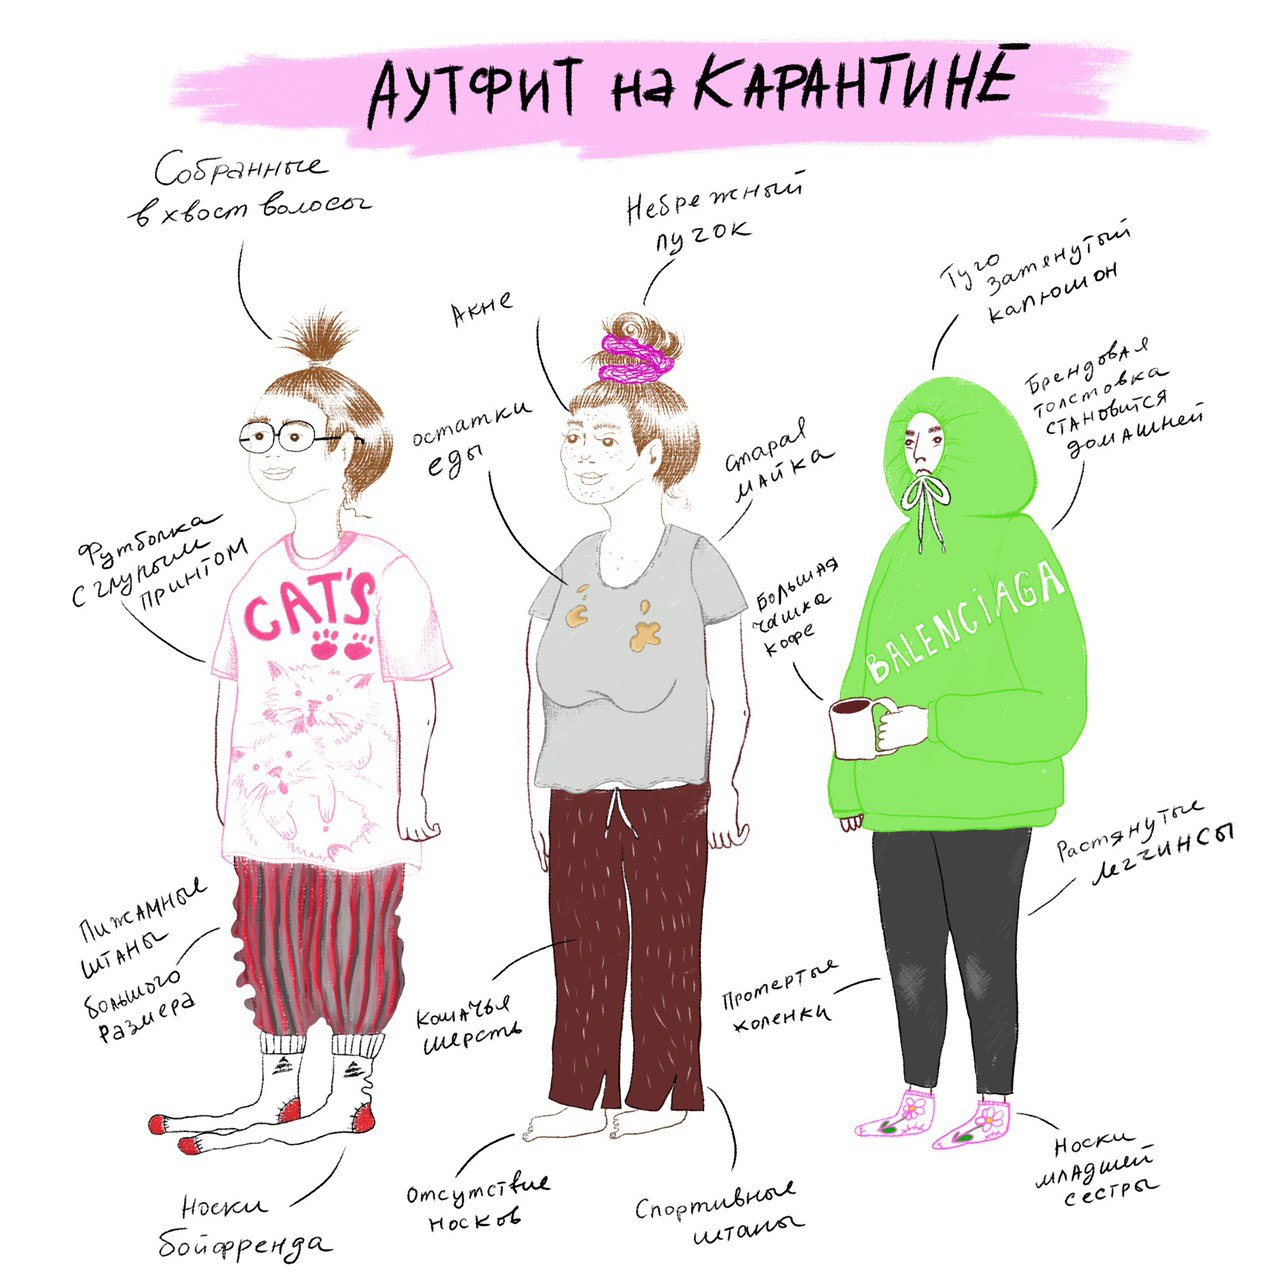 АУТФИТ на КАРАНТИНЕ
Собранные
в хвост волосы
Небрежный
пучок
Туго
затянутый
капюшон
Акне
Брендовая
толстовка
становится
домашней
остатки
еды
старая
майка
Футболка
с глупым
принтом
CAT'S
Большая
чашка
кофе
BALENCIAGA
Растянутые
леггинсы
Пижамные
штаны
большого
размера
Кошачья
шерсть
Протертые
коленки
Носки
младшей
сестры
Отсутствие
носков
Спортивные
штаны
Носки
бойфренда